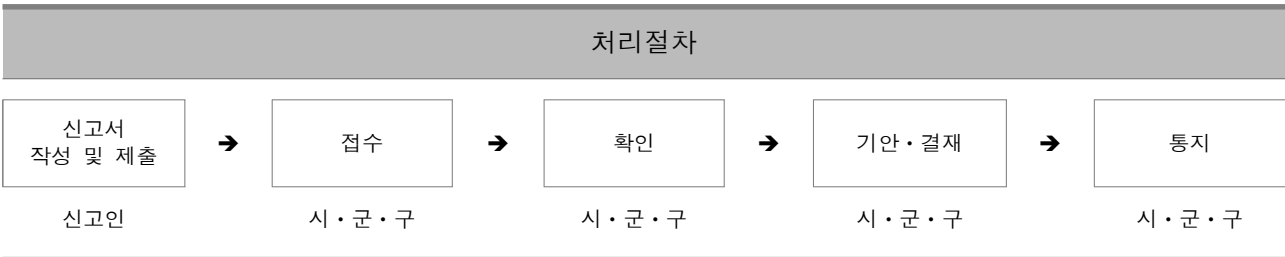 처리절차
신고서
작성 및 제출
➔
접수
➔
확인
➔
기안・결재
➔
통지
신고인
시・군・구
시・군・구
시・군・구
시・군・구